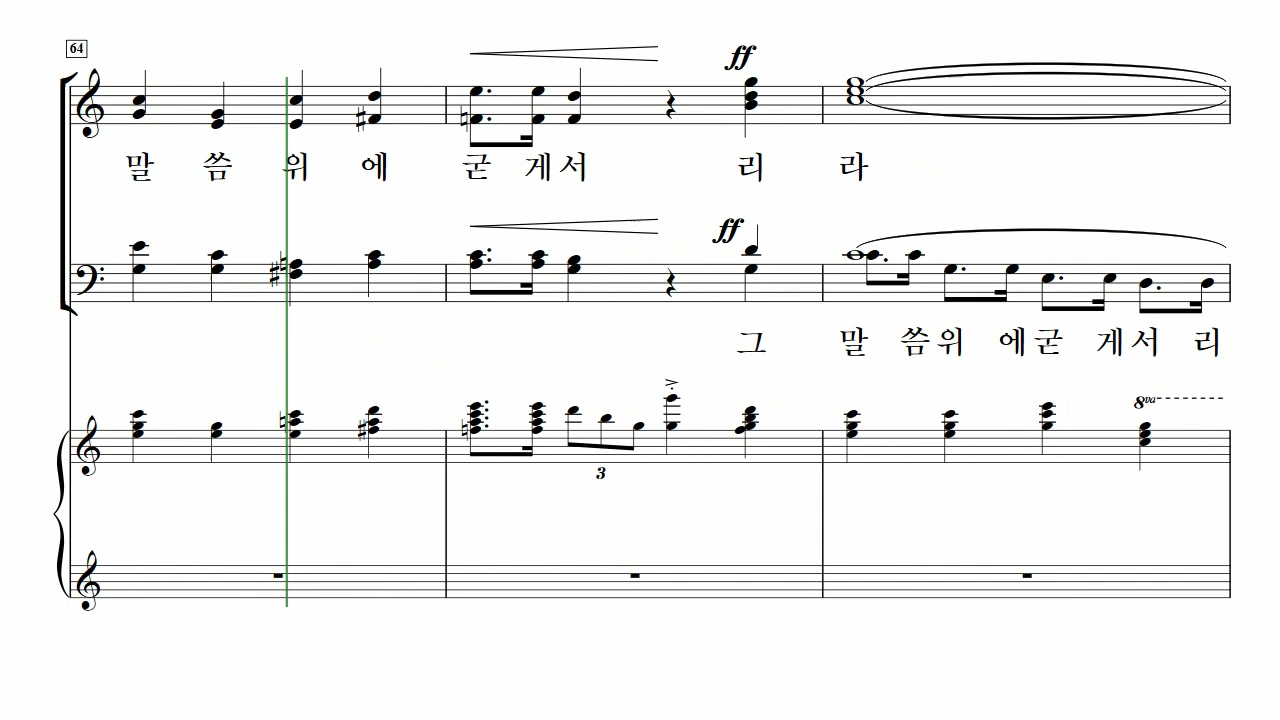 64
ff
말 씀 위 에 굳 게 서 리 라
ff
그 말 씀 위 에 굳 게 서 리
8va
3